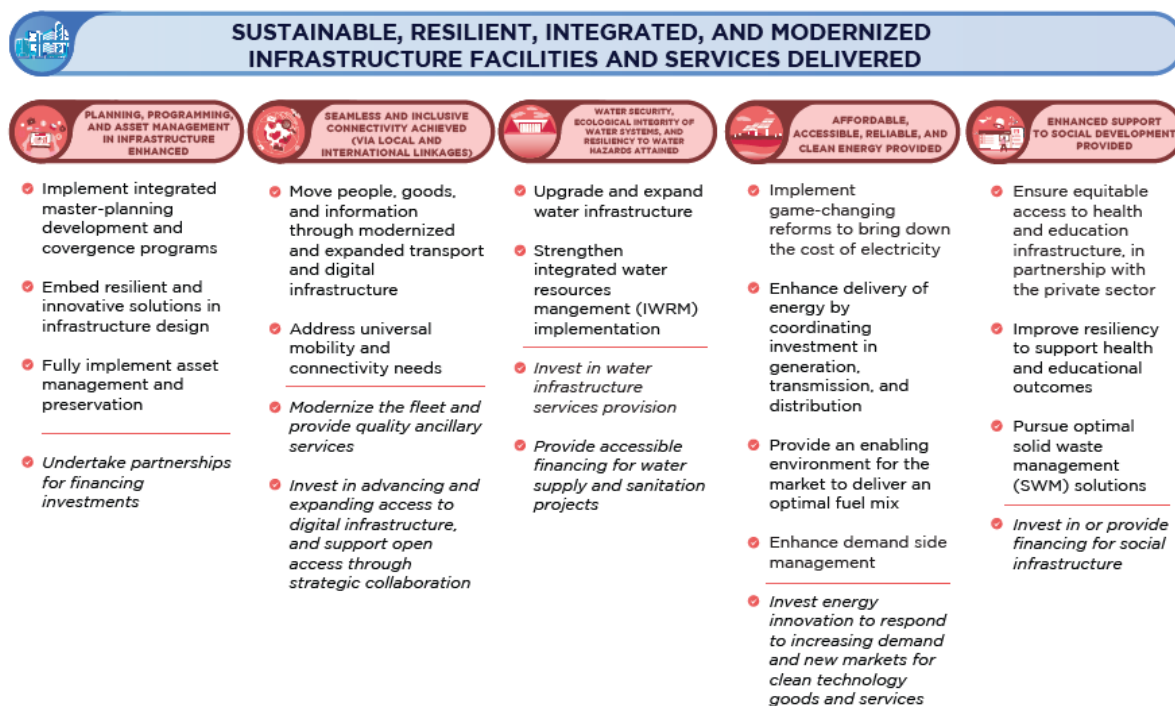 SUSTAINABLE, RESILIENT, INTEGRATED, AND MODERNIZED
INFRASTRUCTURE FACILITIES AND SERVICES DELIVERED
PLANNING, PROGRAMMING,
AND ASSET MANAGEMENT
IN INFRASTRUCTURE
ENHANCED
Implement integrated
master-planning
development and
covergence programs
Embed resilient and
innovative solutions in
infrastructure design
Fully implement asset
management and
preservation
Undertake partnerships
for financing
investments
SEAMLESS AND INCLUSIVE
CONNECTIVITY ACHIEVED
(VIA LOCAL AND
INTERNATIONAL LINKAGES)
Move people, goods,
and information
through modernized
and expanded transport
and digital
infrastructure
Address universal
mobility and
connectivity needs
Modernize the fleet and
provide quality ancillary
services
Invest in advancing and
expanding access to
digital infrastructure,
and support open
access through
strategic collaboration
WATER SECURITY,
ECOLOGICAL INTEGRITY OF
WATER SYSTEMS, AND
RESILIENCY TO WATER
HAZARDS ATTAINED
Upgrade and expand
water infrastructure
Strengthen
integrated water
resources
mangement (IWRM)
implementation
Invest in water
infrastructure
services provision
Provide accessible
financing for water
supply and sanitation
projects
AFFORDABLE,
ACCESSIBLE, RELIABLE, AND
CLEAN ENERGY PROVIDED
Implement
game-changing
reforms to bring down
the cost of electricity
Enhance delivery of
energy by
coordinating
investment in
generation,
transmission, and
distribution
Provide an enabling
environment for the
market to deliver an
optimal fuel mix
Enhance demand side
management
Invest energy
innovation to respond
to increasing demand
and new markets for
clean technology
goods and services
ENHANCED SUPPORT
TO SOCIAL DEVELOPMENT
PROVIDED
Ensure equitable
access to health
and education
infrastructure, in
partnership with
the private sector
Improve resiliency
to support health
and educational
outcomes
Pursue optimal
solid waste
management
(SWM) solutions
Invest in or provide
financing for social
infrastructure